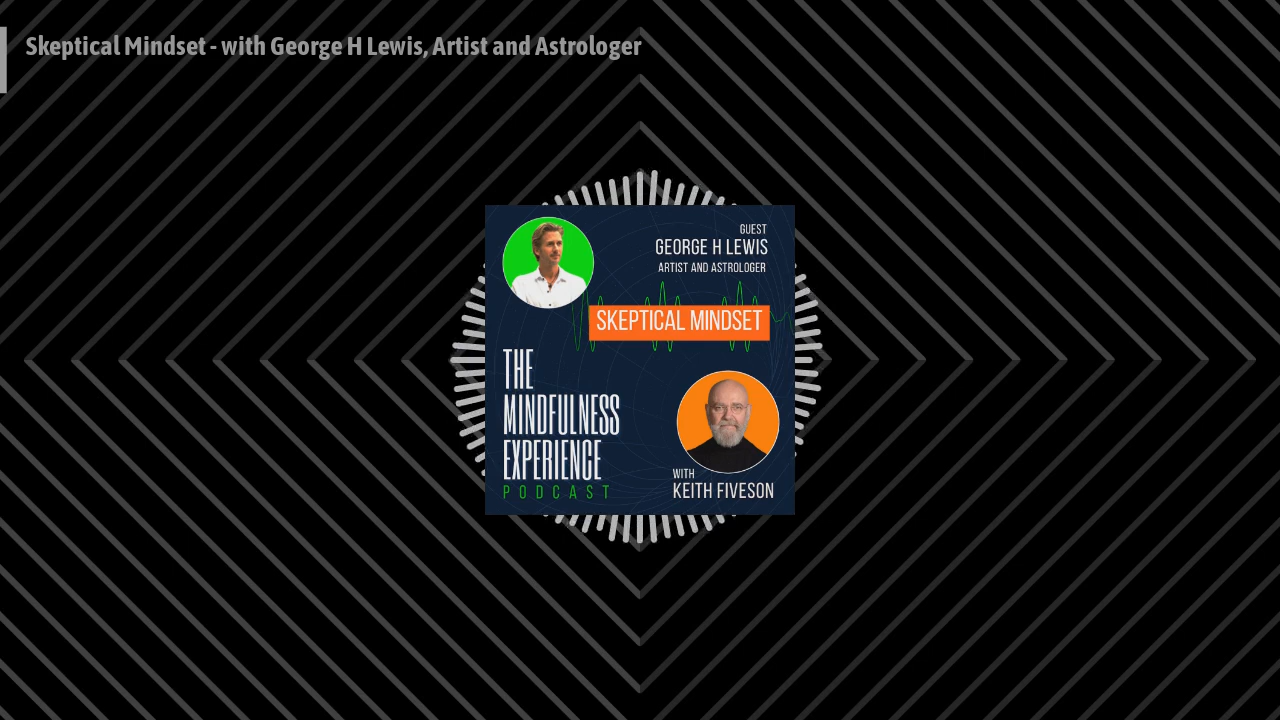 Skeptical Mindset - with George H Lewis, Artist and Astrologer
GUEST
GEORGE H LEWIS
ARTIST AND ASTROLOGER
SKEPTICAL MINDSET
THE
MINDFULNESS
EXPERIENCE
PODCAST
WITH
KEITH FIVESON